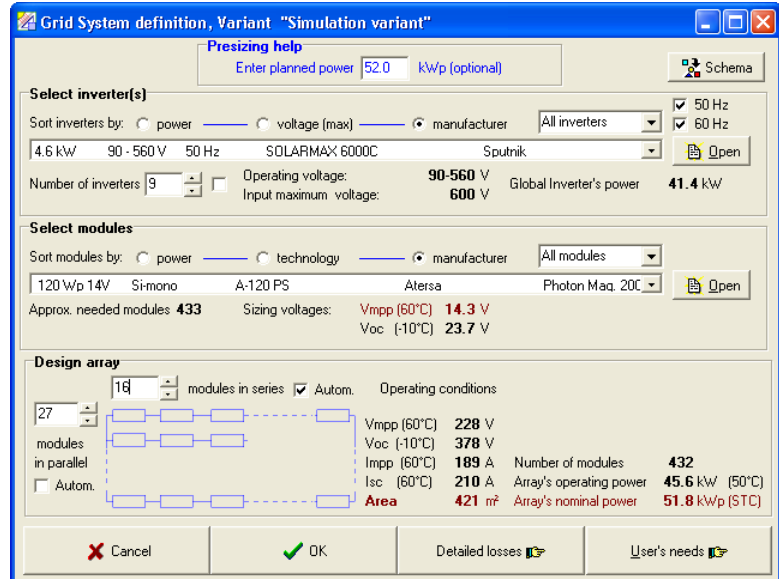 Grid System definition, Variant "Simulation variant"
Presizing help
Enter planned power 52.0 kWp (optional)
Schema
Select inverter(s)
50 Hz
Sort inverters by: power voltage (max) manufacturer All inverters 60 Hz
4.6 kW 90 - 560 V 50 Hz SOLARMAX 6000C Sputnik Open
Number of inverters 9 Operating voltage: 90-560 V Global Inverter's power 41.4 kW
Input maximum voltage: 600 V
Select modules
Sort modules by: power technology manufacturer All modules
120 Wp 14V Si-mono A-120 PS Atersa Photon Mag. 200 Open
Approx. needed modules 433 Sizing voltages: Vmpp (60°C) 14.3 V
Voc (-10°C) 23.7 V
Design array
16 modules in series Autom. Operating conditions
27
modules
in parallel
Autom.
Vmpp (60°C) 228 V
Voc (-10°C) 378 V
Impp (60°C) 189 A Number of modules 432
Isc (60°C) 210 A Array's operating power 45.6 kW (50°C)
Area 421 m² Array's nominal power 51.8 kWp (STC)
Cancel OK Detailed losses User's needs